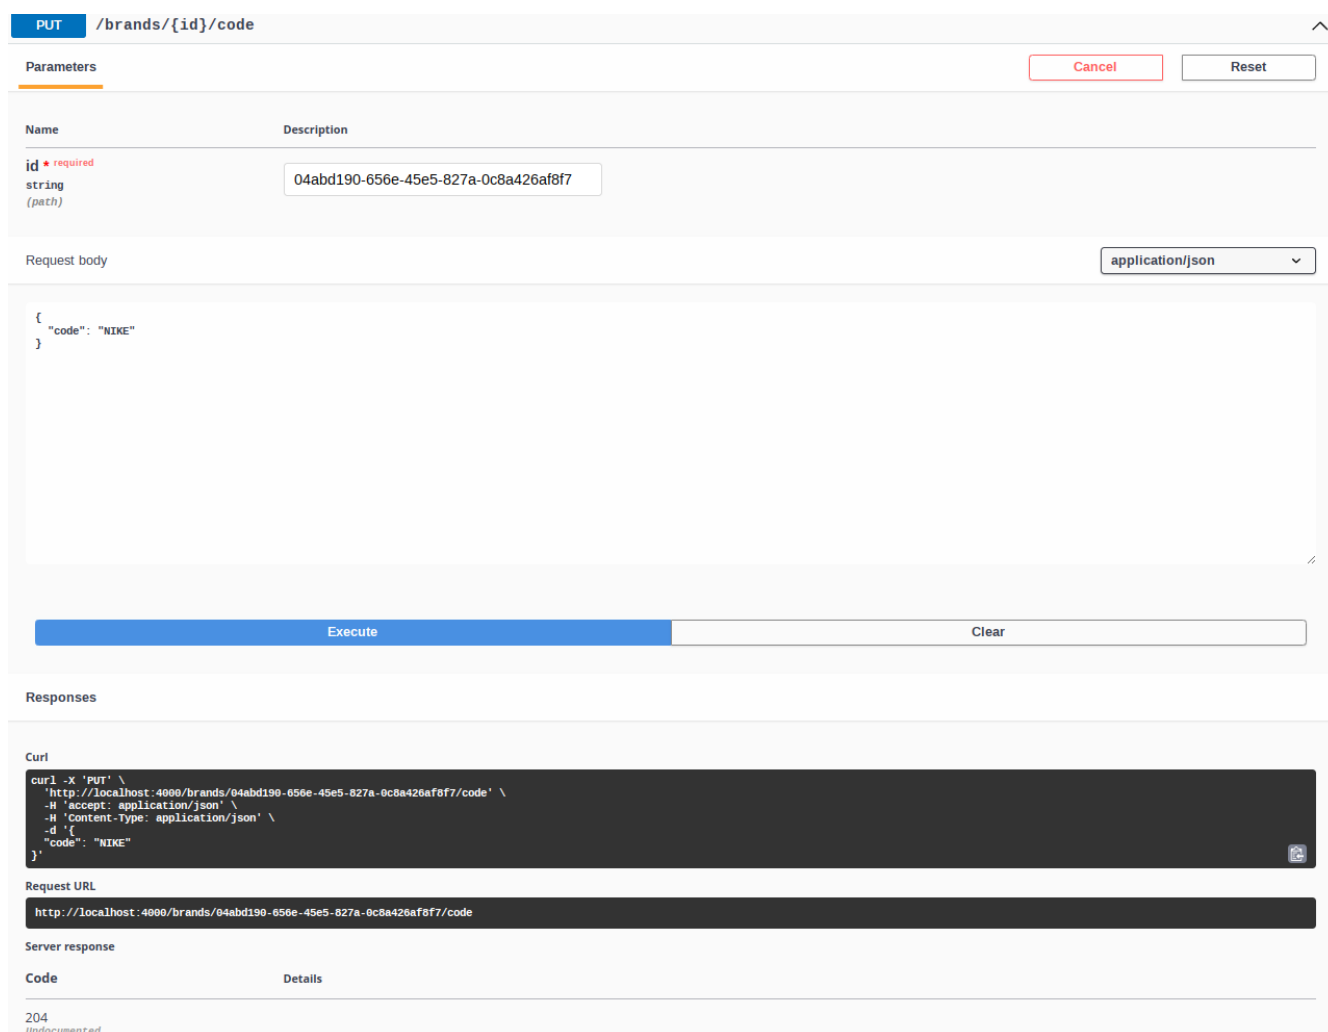 PUT /brands/{id}/code
Parameters
Cancel Reset
Name Description
id * required
string
(path)
04abd190-656e-45e5-827a-0c8a426af8f7
Request body
application/json
{
"code": "NIKE"
}
Execute Clear
Responses
Curl
curl -X 'PUT' \
'http://localhost:4000/brands/04abd190-656e-45e5-827a-0c8a426af8f7/code' \
-H 'accept: application/json' \
-H 'Content-Type: application/json' \
-d '{
"code": "NIKE"
}'
Request URL
http://localhost:4000/brands/04abd190-656e-45e5-827a-0c8a426af8f7/code
Server response
Code Details
204
Undocumented